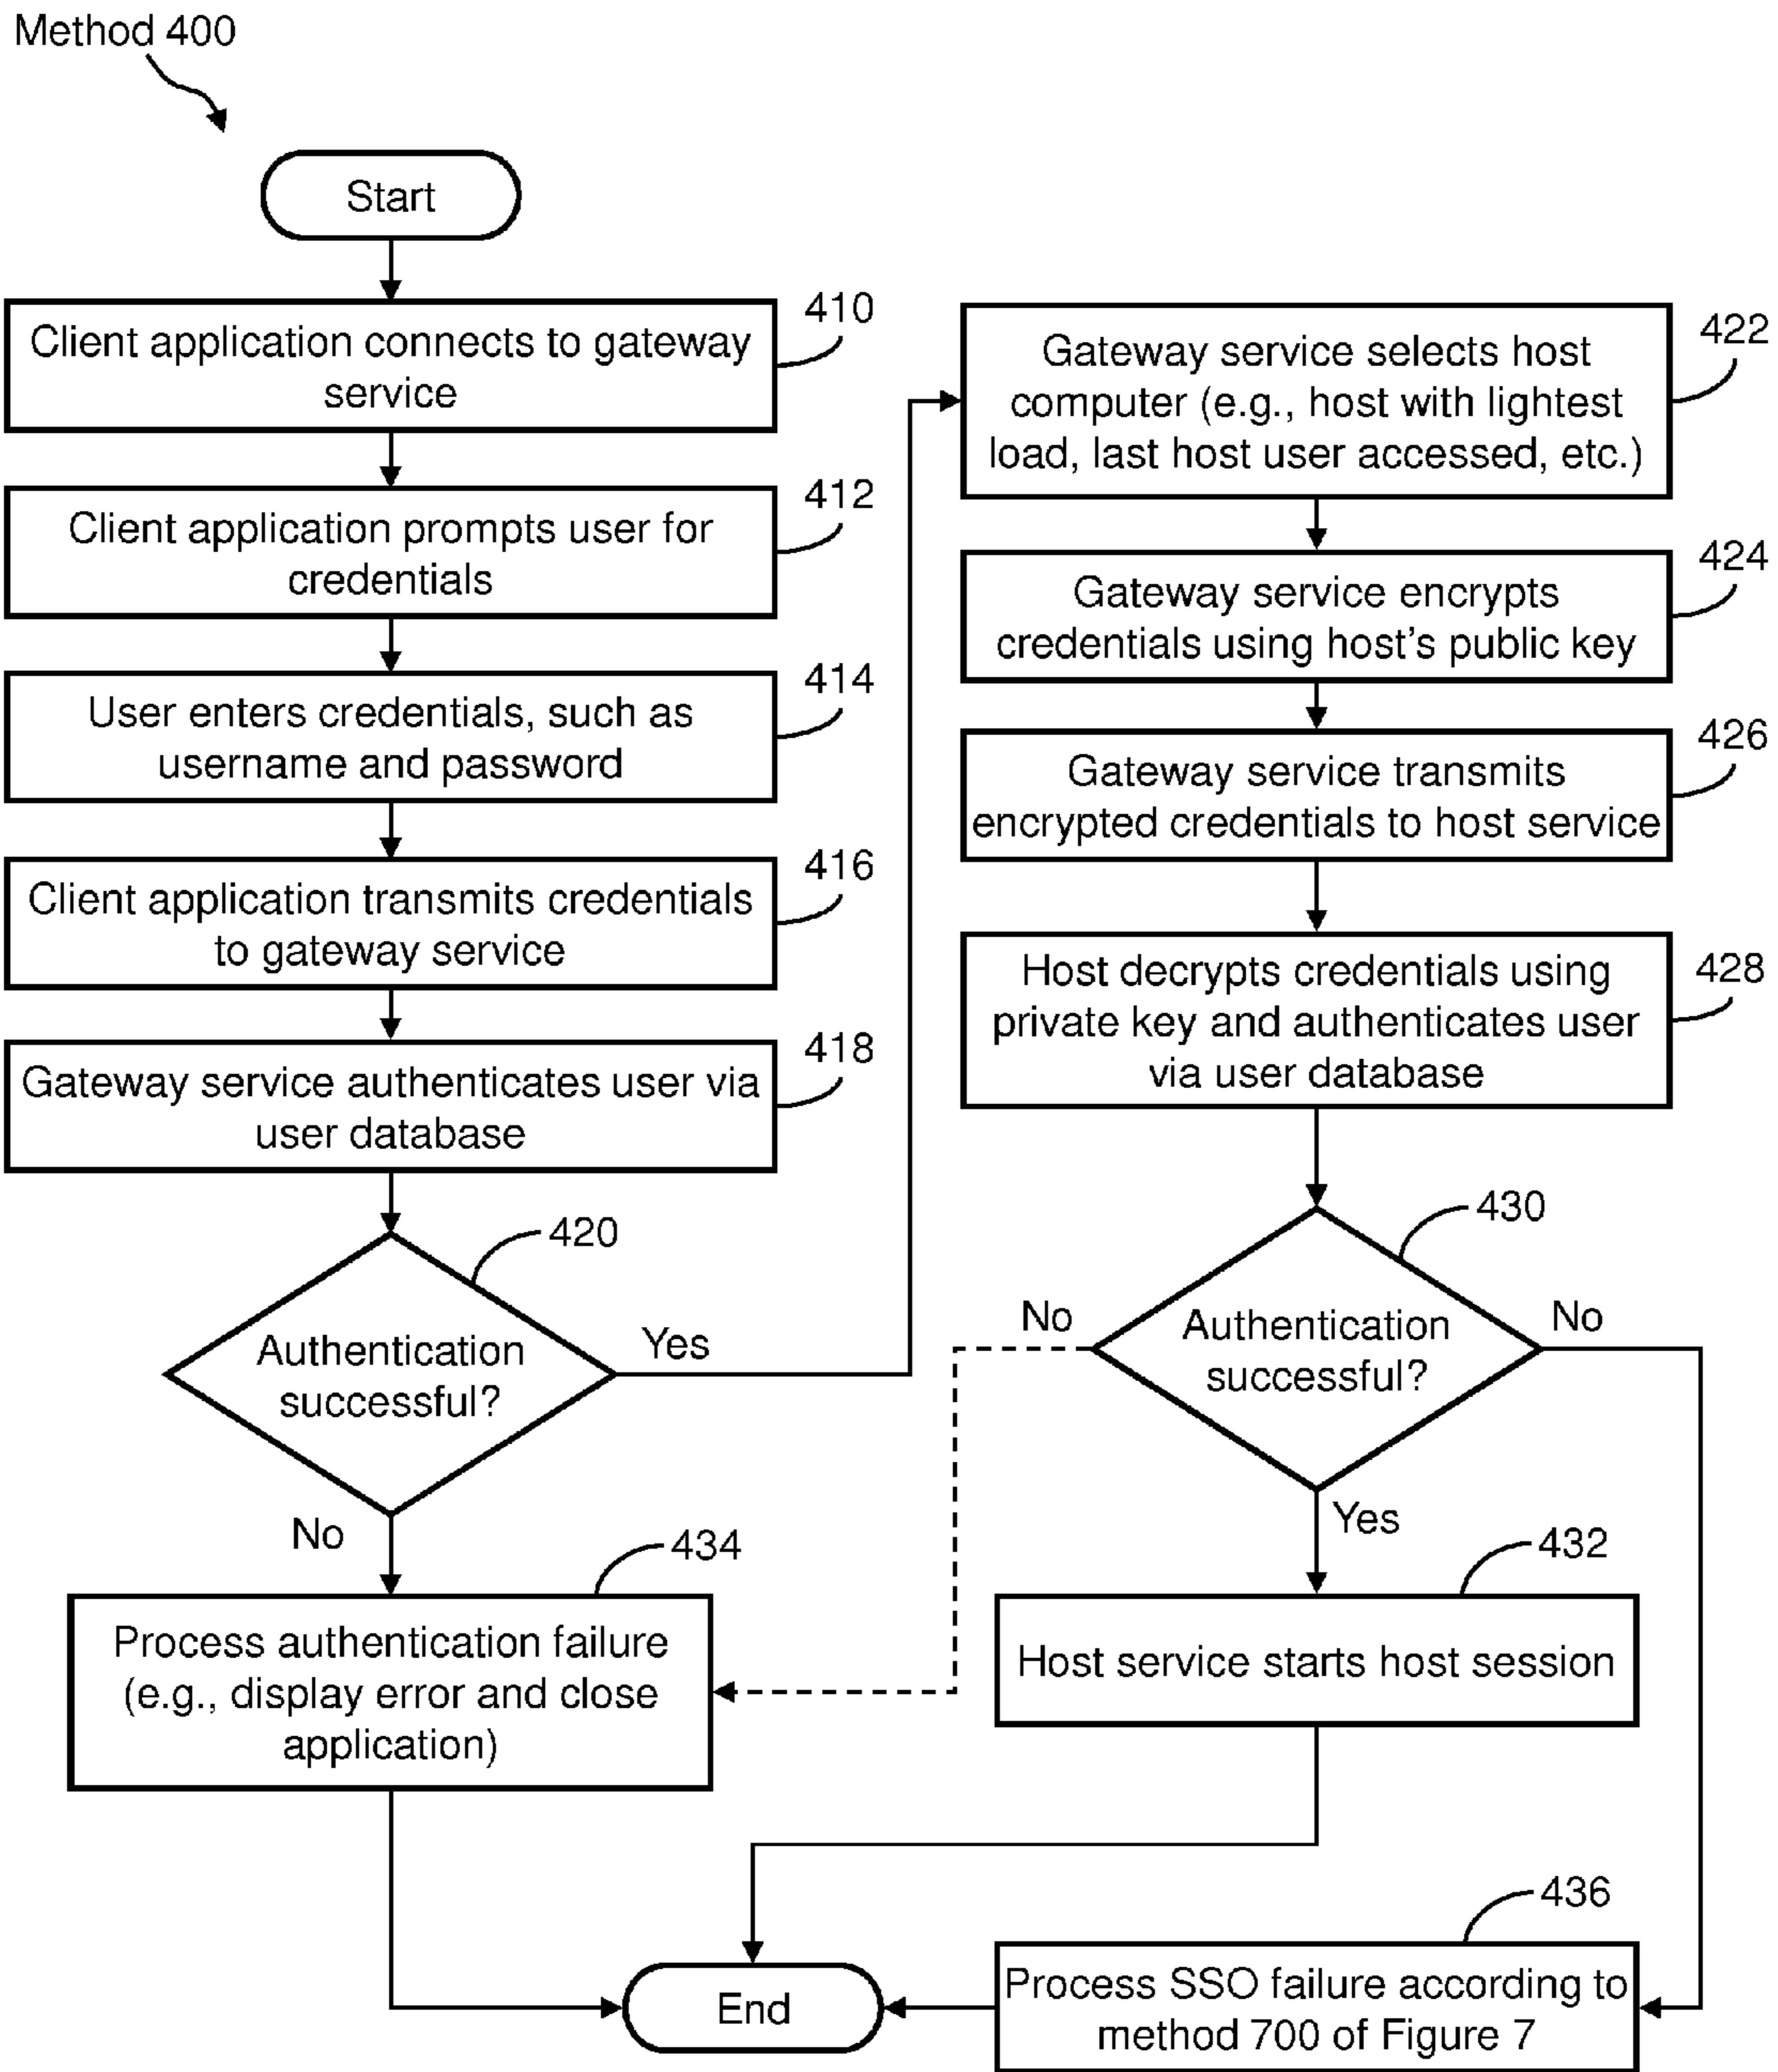 Method 400
Start
Client application connects to gateway
service
410
Client application prompts user for
credentials
412
User enters credentials, such as
username and password
414
Client application transmits credentials
to gateway service
416
Gateway service authenticates user via
user database
418
Authentication
successful?
420
Yes
No
Process authentication failure
(e.g., display error and close
application)
434
Gateway service selects host
computer (e.g., host with lightest
load, last host user accessed, etc.)
422
Gateway service encrypts
credentials using host's public key
424
Gateway service transmits
encrypted credentials to host service
426
Host decrypts credentials using
private key and authenticates user
via user database
428
Authentication
successful?
430
No
No
Yes
Host service starts host session
432
Process SSO failure according to
method 700 of Figure 7
436
End